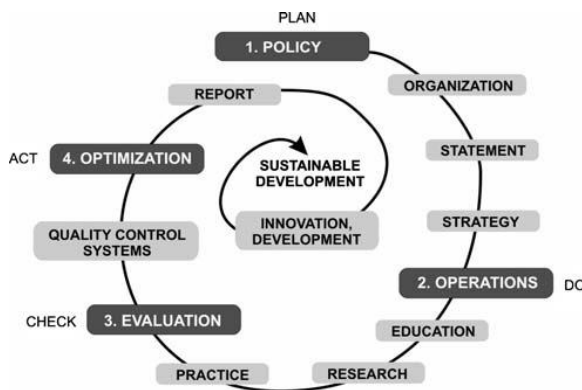 PLAN
1. POLICY
ORGANIZATION
STATEMENT
STRATEGY
2. OPERATIONS
DO
EDUCATION
RESEARCH
PRACTICE
CHECK
3. EVALUATION
QUALITY CONTROL
SYSTEMS
ACT
4. OPTIMIZATION
REPORT
INNOVATION,
DEVELOPMENT
SUSTAINABLE
DEVELOPMENT